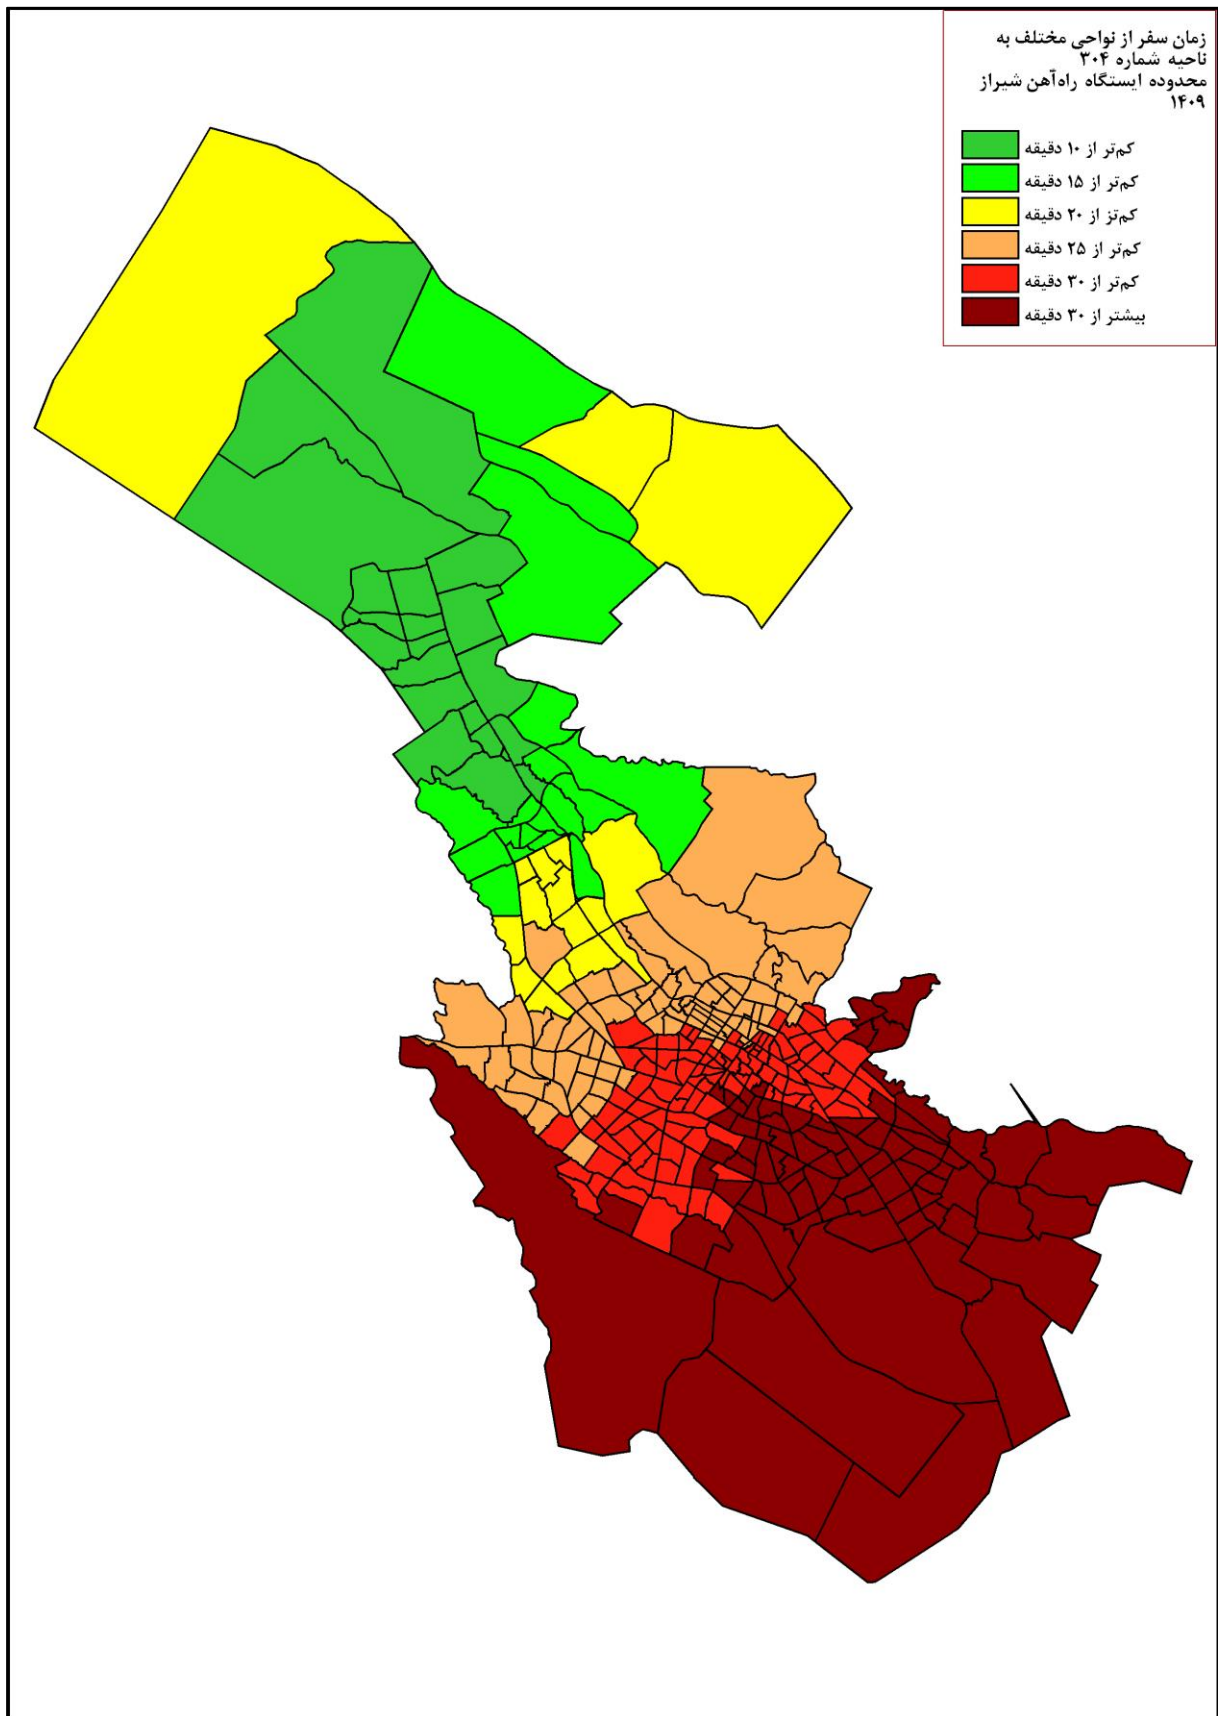 زمان سفر از نواحی مختلف به
ناحیه شماره ۳۰۴
محدوده ایستگاه راه‌آهن شیراز
۱۴۰۹
کم‌تر از ۱۰ دقیقه
کم‌تر از ۱۵ دقیقه
کم‌تز از ۲۰ دقیقه
کم‌تر از ۲۵ دقیقه
کم‌تر از ۳۰ دقیقه
بیشتر از ۳۰ دقیقه